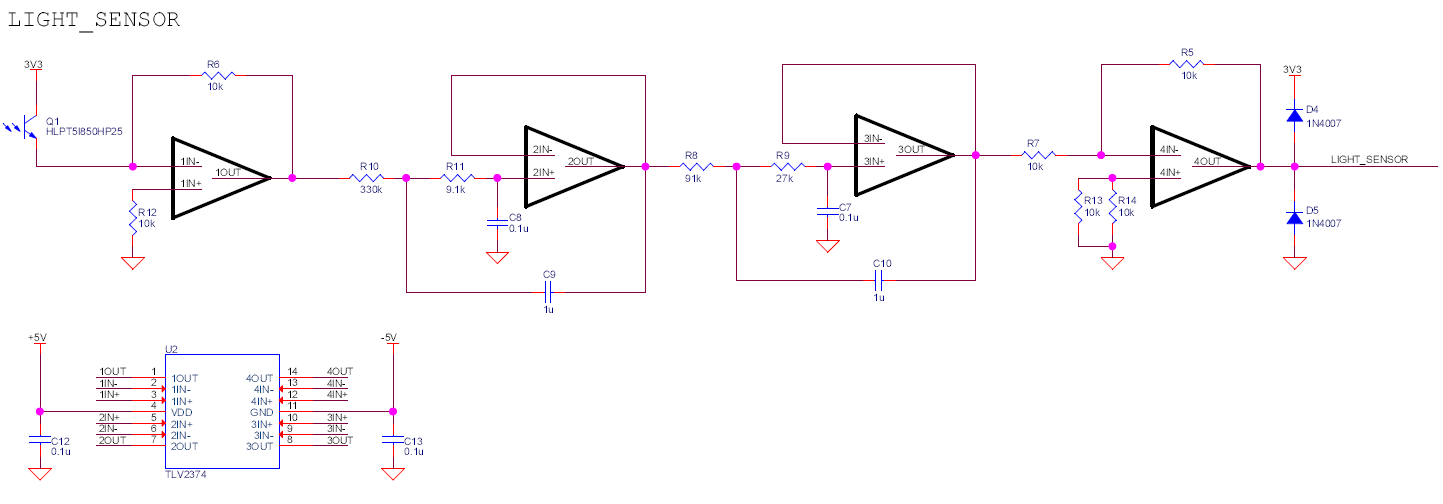 LIGHT_SENSOR
3V3
Q1
HLPT5I850HP25
R6
10k
1IN-
1IN+
1OUT
R12
10k
R10
330k
R11
9.1k
2IN-
2IN+
2OUT
C8
0.1u
C9
1u
R8
91k
R9
27k
3IN-
3IN+
3OUT
C7
0.1u
C10
1u
R7
10k
R5
10k
4IN-
4IN+
4OUT
R13
10k
R14
10k
3V3
D4
1N4007
LIGHT_SENSOR
D5
1N4007
+5V
C12
0.1u
U2
1OUT 1 1OUT 4OUT 14 4OUT
1IN- 2 1IN- 4IN- 13 4IN-
1IN+ 3 1IN+ 4IN+ 12 4IN+
4 VDD GND 11
2IN+ 5 2IN+ 3IN+ 10 3IN+
2IN- 6 2IN- 3IN- 9 3IN-
2OUT 7 2OUT 3OUT 8 3OUT
TLV2374
-5V
C13
0.1u